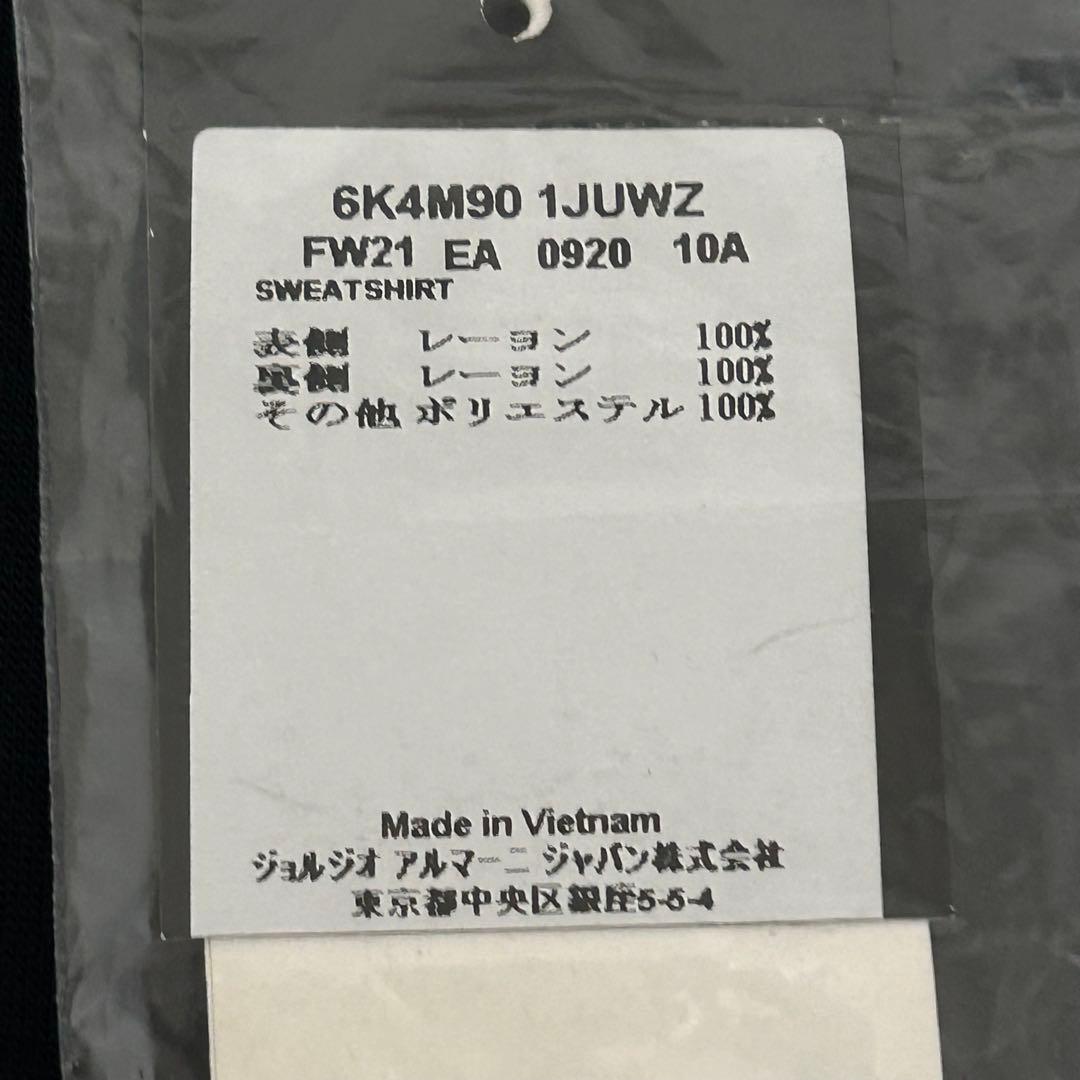 6K4M90 1JUWZ
FW21 EA 0920 10A
SWEATSHIRT
表側 レーヨン 100%
裏側 レーヨン 100%
その他 ポリエステル 100%
Made in Vietnam
ジョルジオ アルマーニ ジャパン株式会社
東京都中央区銀座5-5-4